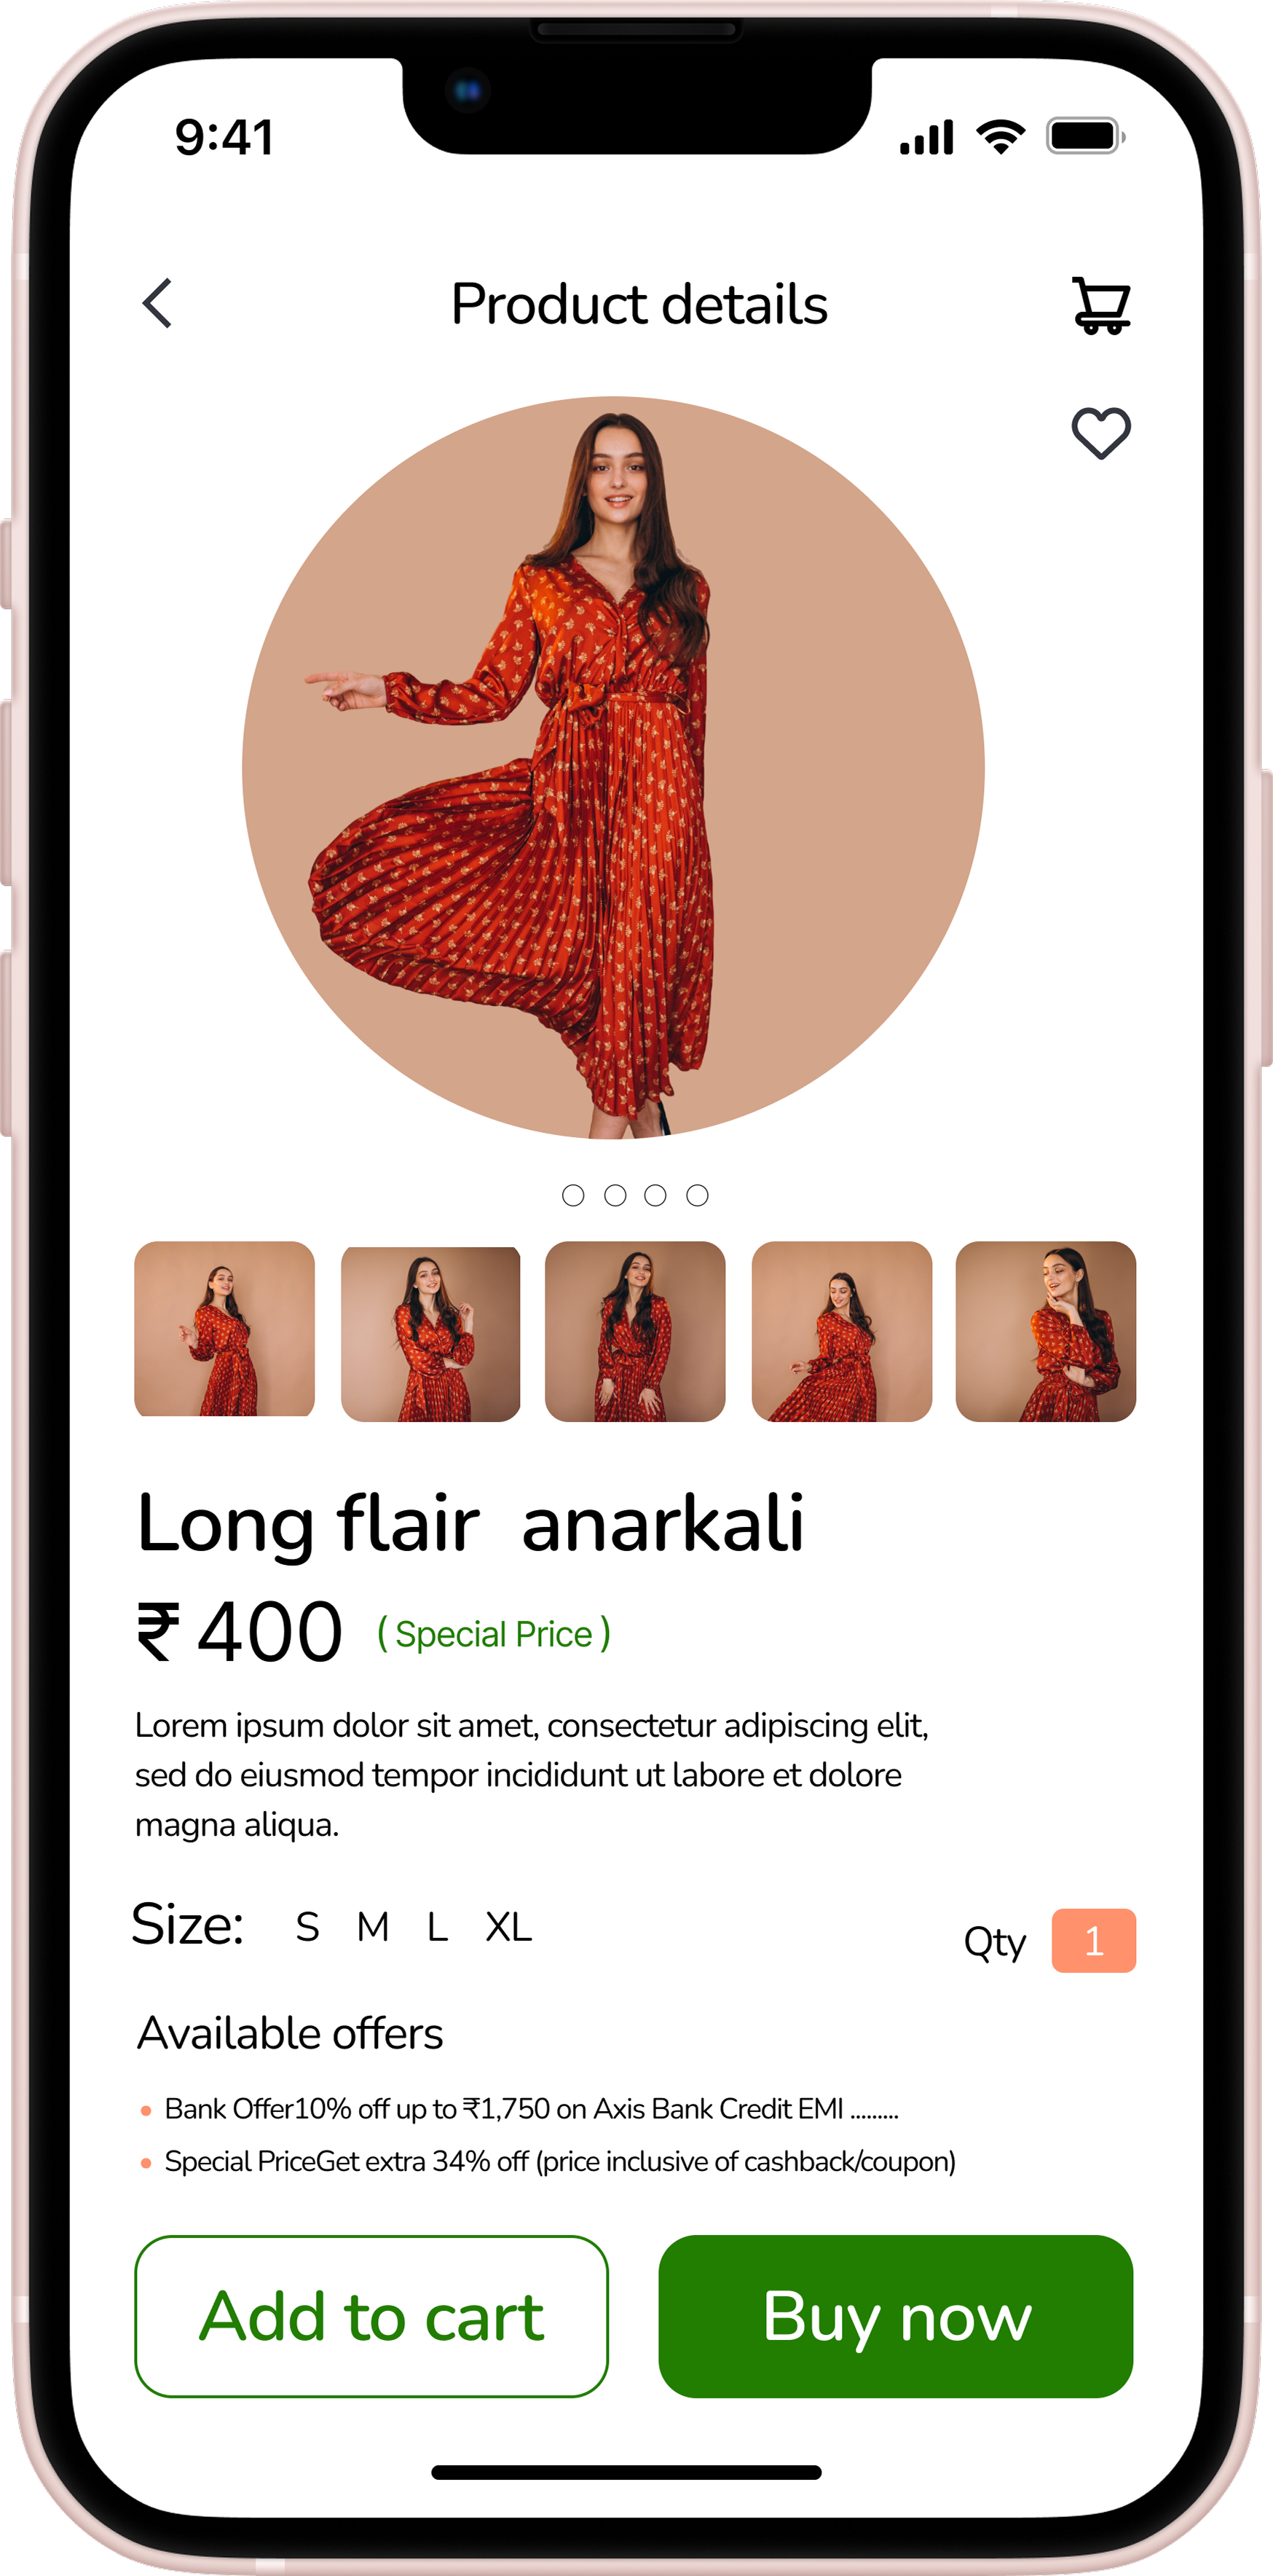 9:41
Product details
Long flair  anarkali
₹ 400 ( Special Price )
Lorem ipsum dolor sit amet, consectetur adipiscing elit,
sed do eiusmod tempor incididunt ut labore et dolore
magna aliqua.
Size: S M L XL
Qty 1
Available offers
• Bank Offer10% off up to ₹1,750 on Axis Bank Credit EMI .........
• Special PriceGet extra 34% off (price inclusive of cashback/coupon)
Add to cart
Buy now